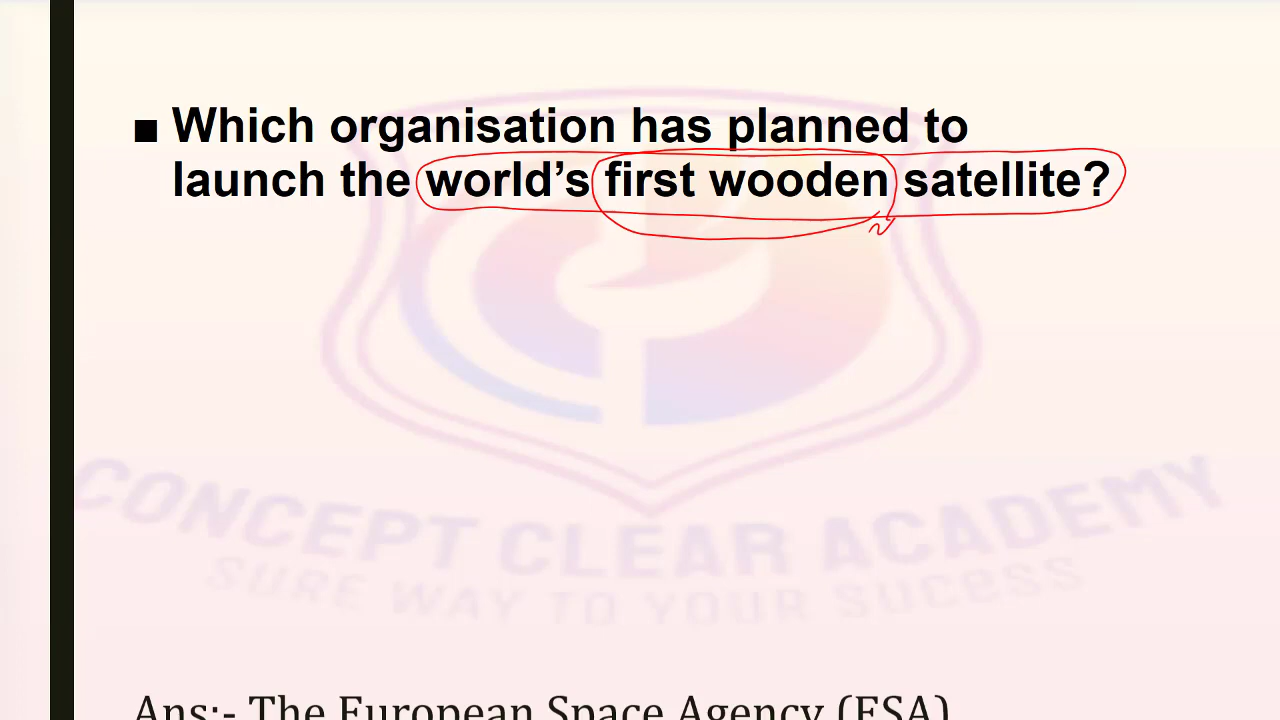 ■ Which organisation has planned to
launch the world's first wooden satellite?
CONCEPT CLEAR ACADEMY
SURE WAY TO YOUR SUCESS
Ans:- The European Space Agency (ESA)